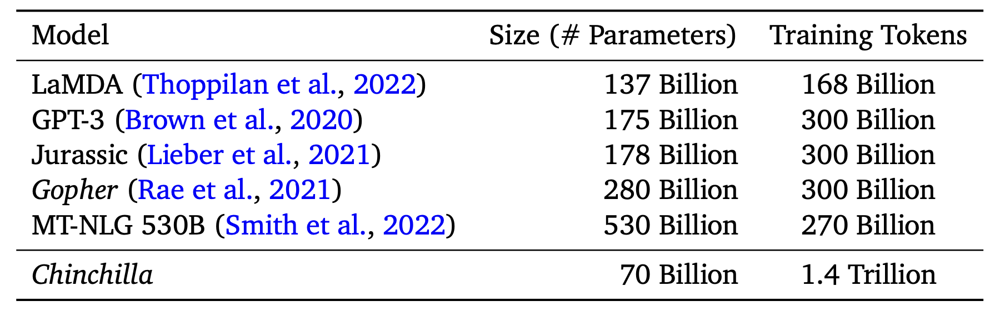 Model Size (# Parameters) Training Tokens
LaMDA (Thoppilan et al., 2022) 137 Billion 168 Billion
GPT-3 (Brown et al., 2020) 175 Billion 300 Billion
Jurassic (Lieber et al., 2021) 178 Billion 300 Billion
Gopher (Rae et al., 2021) 280 Billion 300 Billion
MT-NLG 530B (Smith et al., 2022) 530 Billion 270 Billion
Chinchilla 70 Billion 1.4 Trillion